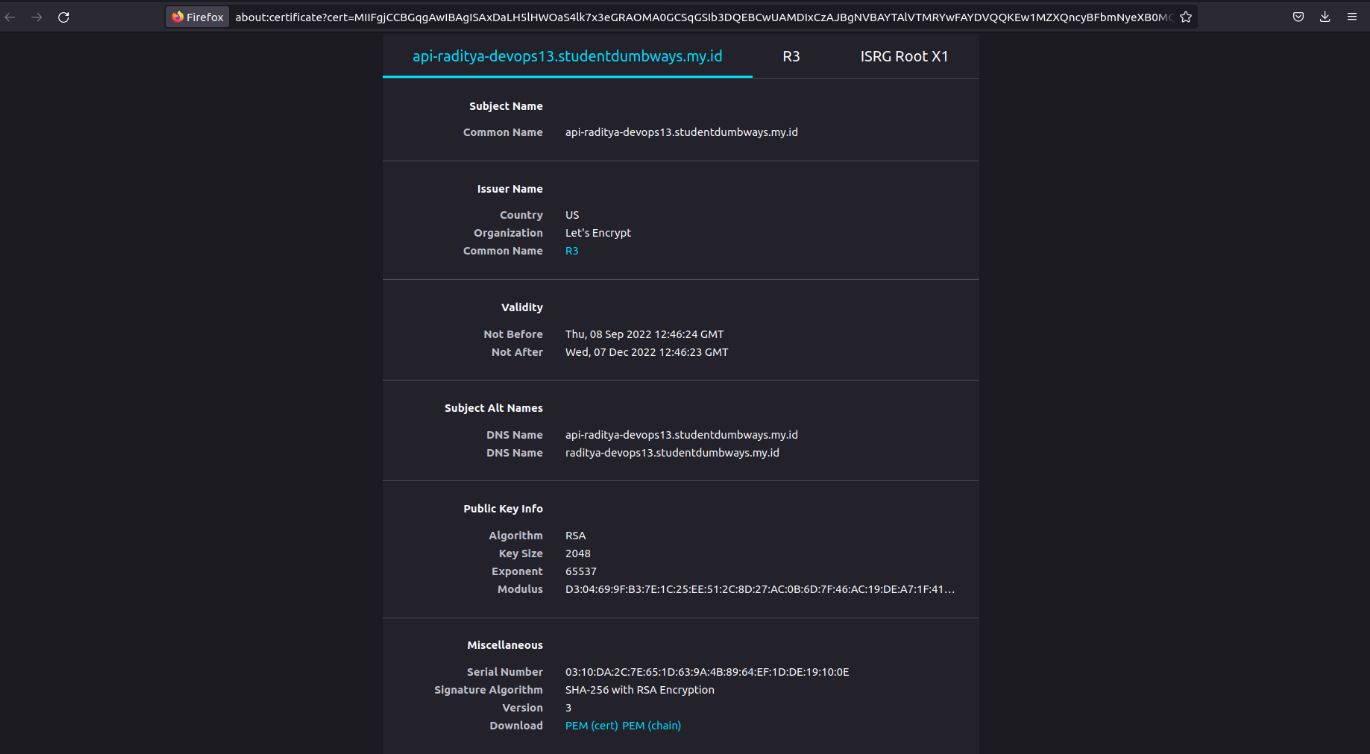 Firefox about:certificate?cert=MIIFgjCCBGqgAwIBAgISAxDaLH5lHWOaS4lk7x3eGRAOMA0GCSqGSIb3DQEBCwUAMDIxCzAJBgNVBAYTAlVTMRYwFAYDVQQKEw1MZXQncyBFbmNyeXB0MQ
api-raditya-devops13.studentdumbways.my.id R3 ISRG Root X1
Subject Name
Common Name api-raditya-devops13.studentdumbways.my.id
Issuer Name
Country US
Organization Let's Encrypt
Common Name R3
Validity
Not Before Thu, 08 Sep 2022 12:46:24 GMT
Not After Wed, 07 Dec 2022 12:46:23 GMT
Subject Alt Names
DNS Name api-raditya-devops13.studentdumbways.my.id
DNS Name raditya-devops13.studentdumbways.my.id
Public Key Info
Algorithm RSA
Key Size 2048
Exponent 65537
Modulus D3:04:69:9F:B3:7E:1C:25:EE:51:2C:8D:27:AC:0B:6D:7F:46:AC:19:DE:A7:1F:41…
Miscellaneous
Serial Number 03:10:DA:2C:7E:65:1D:63:9A:4B:89:64:EF:1D:DE:19:10:0E
Signature Algorithm SHA-256 with RSA Encryption
Version 3
Download PEM (cert) PEM (chain)